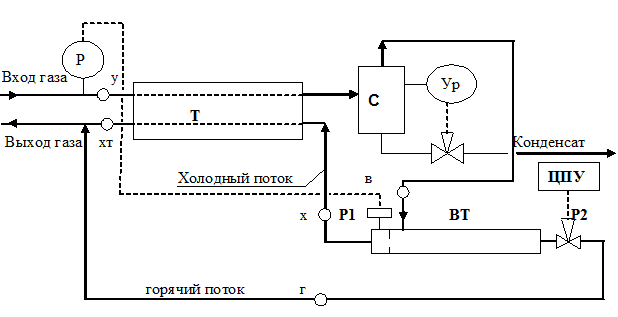 Р
Вход газа
у
Т
С
Ур
Выход газа
хт
Конденсат
Холодный поток
в
ЦПУ
х
Р1
ВТ
Р2
горячий поток
г